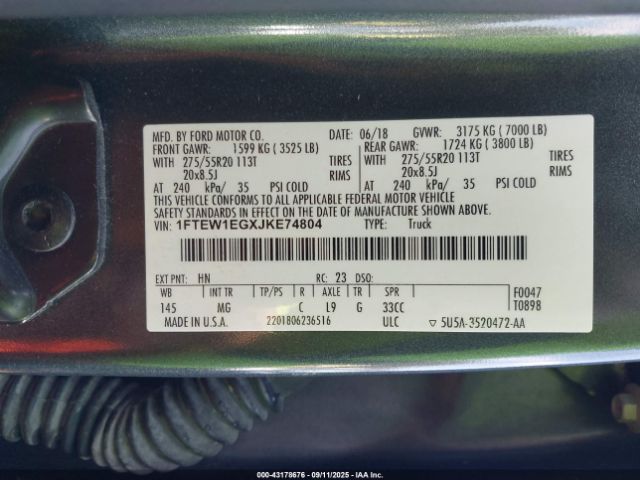 MFD. BY FORD MOTOR CO. 06/18 GVWR: 3175 KG ( 7000 LB)
FRONT GAWR: 1599 KG ( 3525 LB) REAR GAWR: 1724 KG ( 3800 LB)
WITH 275/55R20 113T TIRES WITH 275/55R20 113T TIRES
20x8.5J RIMS 20x8.5J RIMS
AT 240 kPa/ 35 PSI COLD AT 240 kPa/ 35 PSI COLD
THIS VEHICLE CONFORMS TO ALL APPLICABLE FEDERAL MOTOR VEHICLE
SAFETY STANDARDS IN EFFECT ON THE DATE OF MANUFACTURE SHOWN ABOVE.
VIN: 1FTEW1EGXJKE74804 TYPE: Truck
EXT PNT: HN RC: 23 DSO:
WB INT TR TP/PS R AXLE TR SPR F0047
145 MG C L9 G 33CC T0898
MADE IN U.S.A. 2201806236516 ULC ▽ 5U5A-3520472-AA
000-43178676 - 09/11/2025 - IAA, Inc.